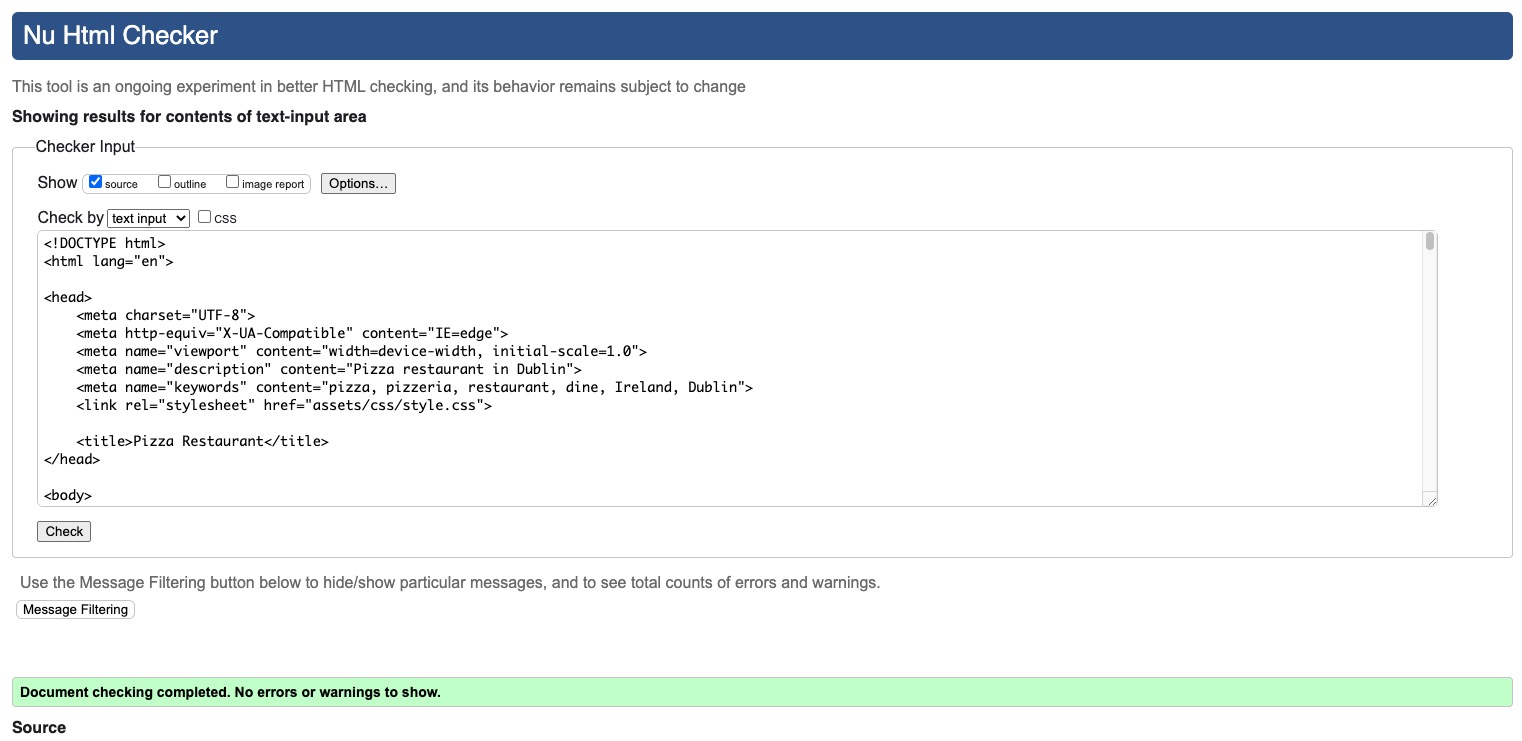 Nu Html Checker
This tool is an ongoing experiment in better HTML checking, and its behavior remains subject to change
Showing results for contents of text-input area
Checker Input
Show source outline image report Options...
Check by text input css
<!DOCTYPE html>
<html lang="en">
<head>
    <meta charset="UTF-8">
    <meta http-equiv="X-UA-Compatible" content="IE=edge">
    <meta name="viewport" content="width=device-width, initial-scale=1.0">
    <meta name="description" content="Pizza restaurant in Dublin">
    <meta name="keywords" content="pizza, pizzeria, restaurant, dine, Ireland, Dublin">
    <link rel="stylesheet" href="assets/css/style.css">
    <title>Pizza Restaurant</title>
</head>
<body>
Check
Use the Message Filtering button below to hide/show particular messages, and to see total counts of errors and warnings.
Message Filtering
Document checking completed. No errors or warnings to show.
Source